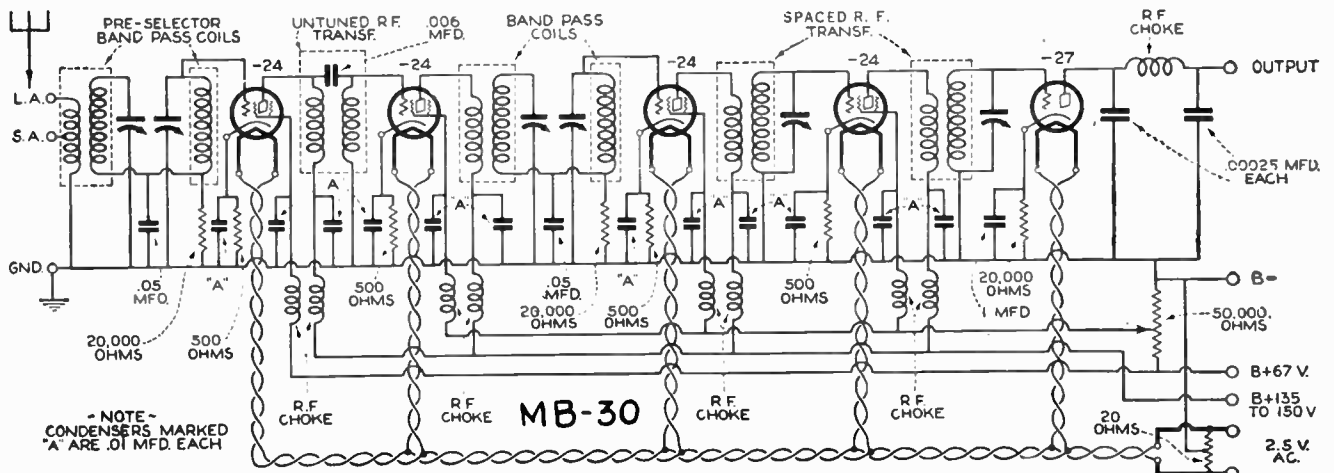 PRE-SELECTOR
BAND PASS COILS
UNTUNED R.F.
TRANSF.
.006
MFD.
BAND PASS
COILS
SPACED R. F.
TRANSF.
R F
CHOKE
-24
-24
-24
-24
-27
OUTPUT
L.A.
S.A.
.00025 MFD.
EACH
A
"A"
"A"
"A"
"A"
GND.
.05
MFD.
"A"
500
OHMS
.05
MFD.
"A"
20,000
OHMS
500
OHMS
500
OHMS
20,000
OHMS
1 MFD
B-
50,000.
OHMS
20,000
OHMS
500
OHMS
B+67 V.
B+135
TO 150 V
- NOTE -
CONDENSERS MARKED
"A" ARE .01 MFD. EACH
R.F
CHOKE
R.F.
CHOKE
MB-30
R.F.
CHOKE
R.F.
CHOKE
20
OHMS
2.5 V.
A.C.